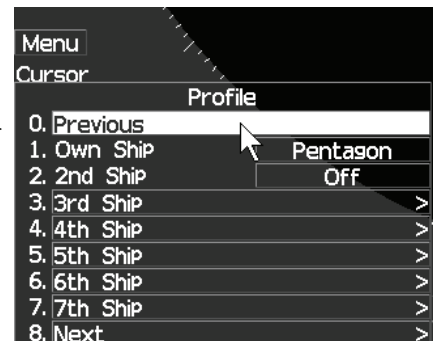 Menu
Cursor
Profile
0. Previous
1. Own Ship Pentagon
2. 2nd Ship Off
3. 3rd Ship >
4. 4th Ship >
5. 5th Ship >
6. 6th Ship >
7. 7th Ship >
8. Next >